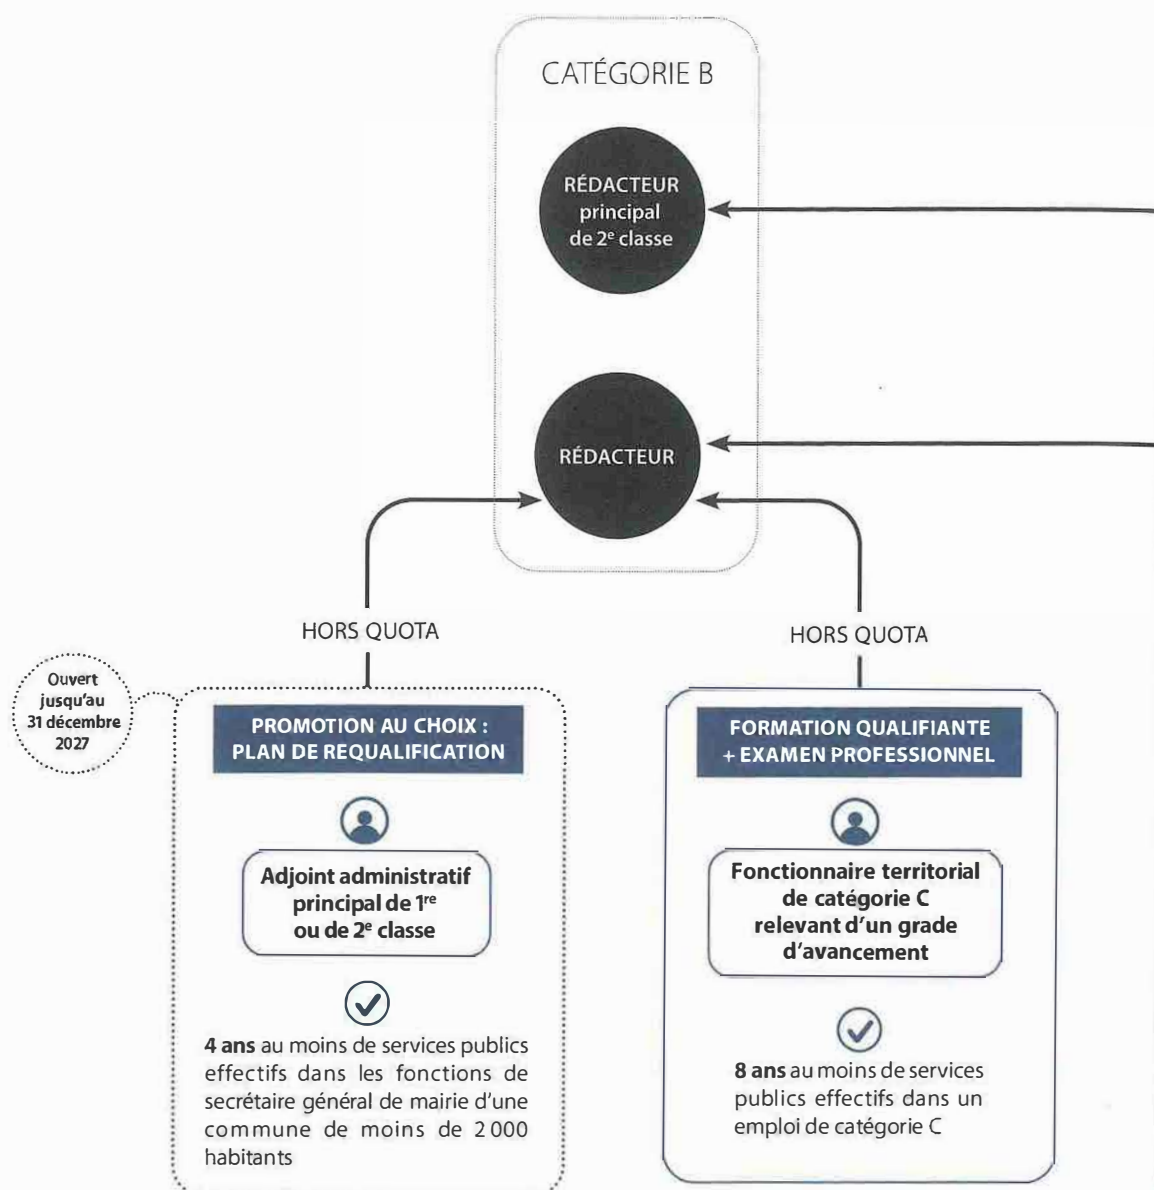 CATÉGORIE B
RÉDACTEUR
principal
de 2e classe
RÉDACTEUR
HORS QUOTA
HORS QUOTA
Ouvert
jusqu'au
31 décembre
2027
PROMOTION AU CHOIX :
PLAN DE REQUALIFICATION
Adjoint administratif
principal de 1re
ou de 2e classe
4 ans au moins de services publics
effectifs dans les fonctions de
secrétaire général de mairie d'une
commune de moins de 2 000
habitants
FORMATION QUALIFIANTE
+ EXAMEN PROFESSIONNEL
Fonctionnaire territorial
de catégorie C
relevant d'un grade
d'avancement
8 ans au moins de services
publics effectifs dans un
emploi de catégorie C